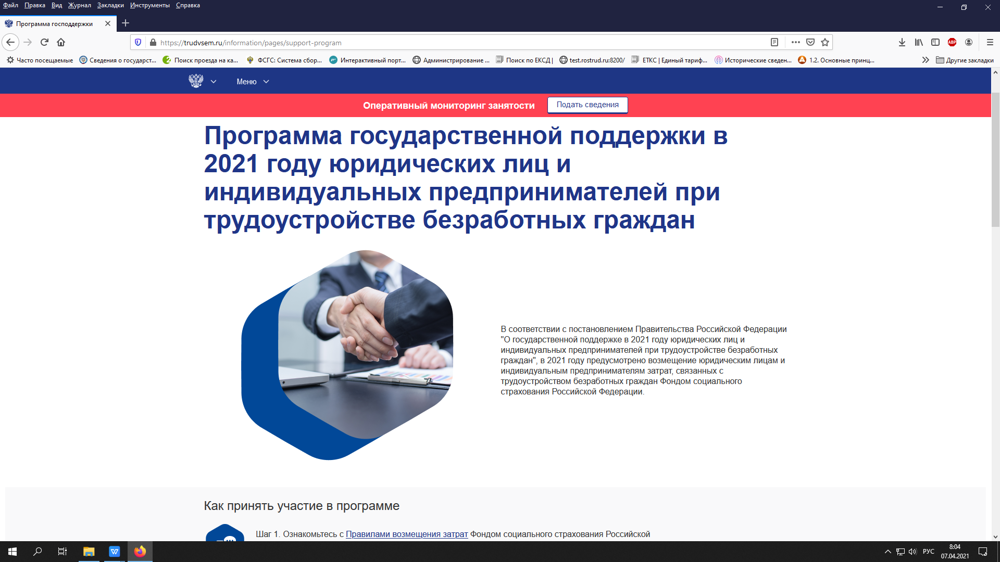 Файл Правка Вид Журнал Закладки Инструменты Справка
Программа господдержки
https://trudvsem.ru/information/pages/support-program
ABP
Часто посещаемые Сведения о государст... 2 Поиск проезда на ка... ФСГС: Система сбор... Интерактивный порт... Администрирование ... Поиск по ЕКСД | test.rostrud.ru:8200/ ЕТКС | Единый тариф... Исторические сведен... 1.2. Основные принц... Другие закладки
Меню
Оперативный мониторинг занятости Подать сведения
Программа государственной поддержки в
2021 году юридических лиц и
индивидуальных предпринимателей при
трудоустройстве безработных граждан
В соответствии с постановлением Правительства Российской Федерации
"О государственной поддержке в 2021 году юридических лиц и
индивидуальных предпринимателей при трудоустройстве безработных
граждан", в 2021 году предусмотрено возмещение юридическим лицам и
индивидуальным предпринимателям затрат, связанных с
трудоустройством безработных граждан Фондом социального
страхования Российской Федерации.
Как принять участие в программе
Шаг 1. Ознакомьтесь с Правилами возмещения затрат Фондом социального страхования Российской
РУС
8:04
07.04.2021